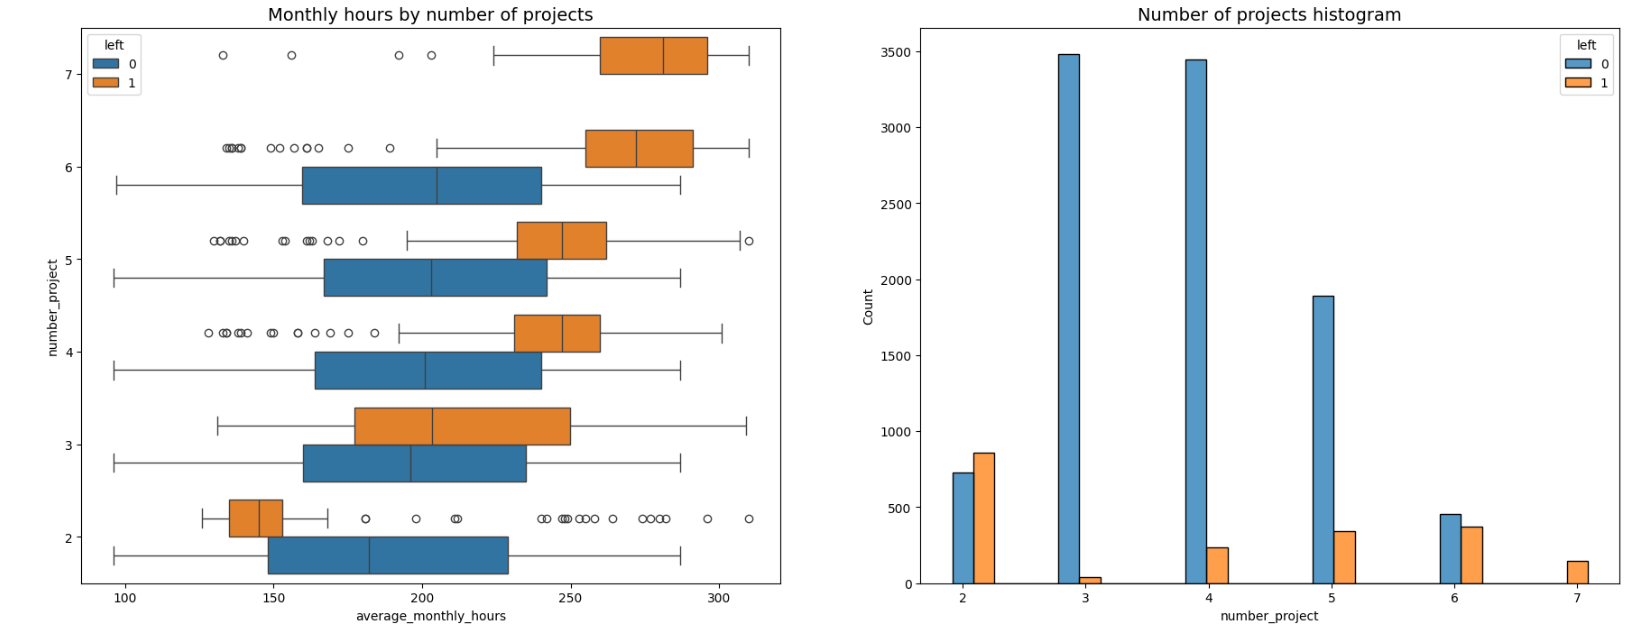 Monthly hours by number of projects
left
0
1
number_project
7
6
5
4
3
2
100 150 200 250 300
average_monthly_hours
Number of projects histogram
left
0
1
Count
3500
3000
2500
2000
1500
1000
500
0
2 3 4 5 6 7
number_project